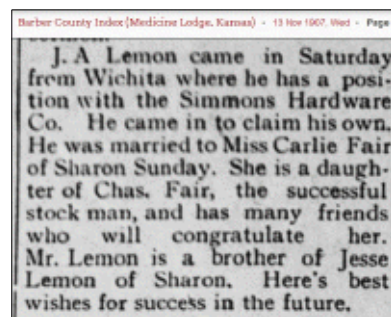 Barber County Index (Medicine Lodge, Kansas) - 13 Nov 1907, Wed - Page
J. A Lemon came in Saturday
from Wichita where he has a posi-
tion with the Simmons Hardware
Co. He came in to claim his own.
He was married to Miss Carlie Fair
of Sharon Sunday. She is a daugh-
ter of Chas. Fair, the successful
stock man, and has many friends
who will congratulate her.
Mr. Lemon is a brother of Jesse
Lemon of Sharon. Here's best
wishes for success in the future.